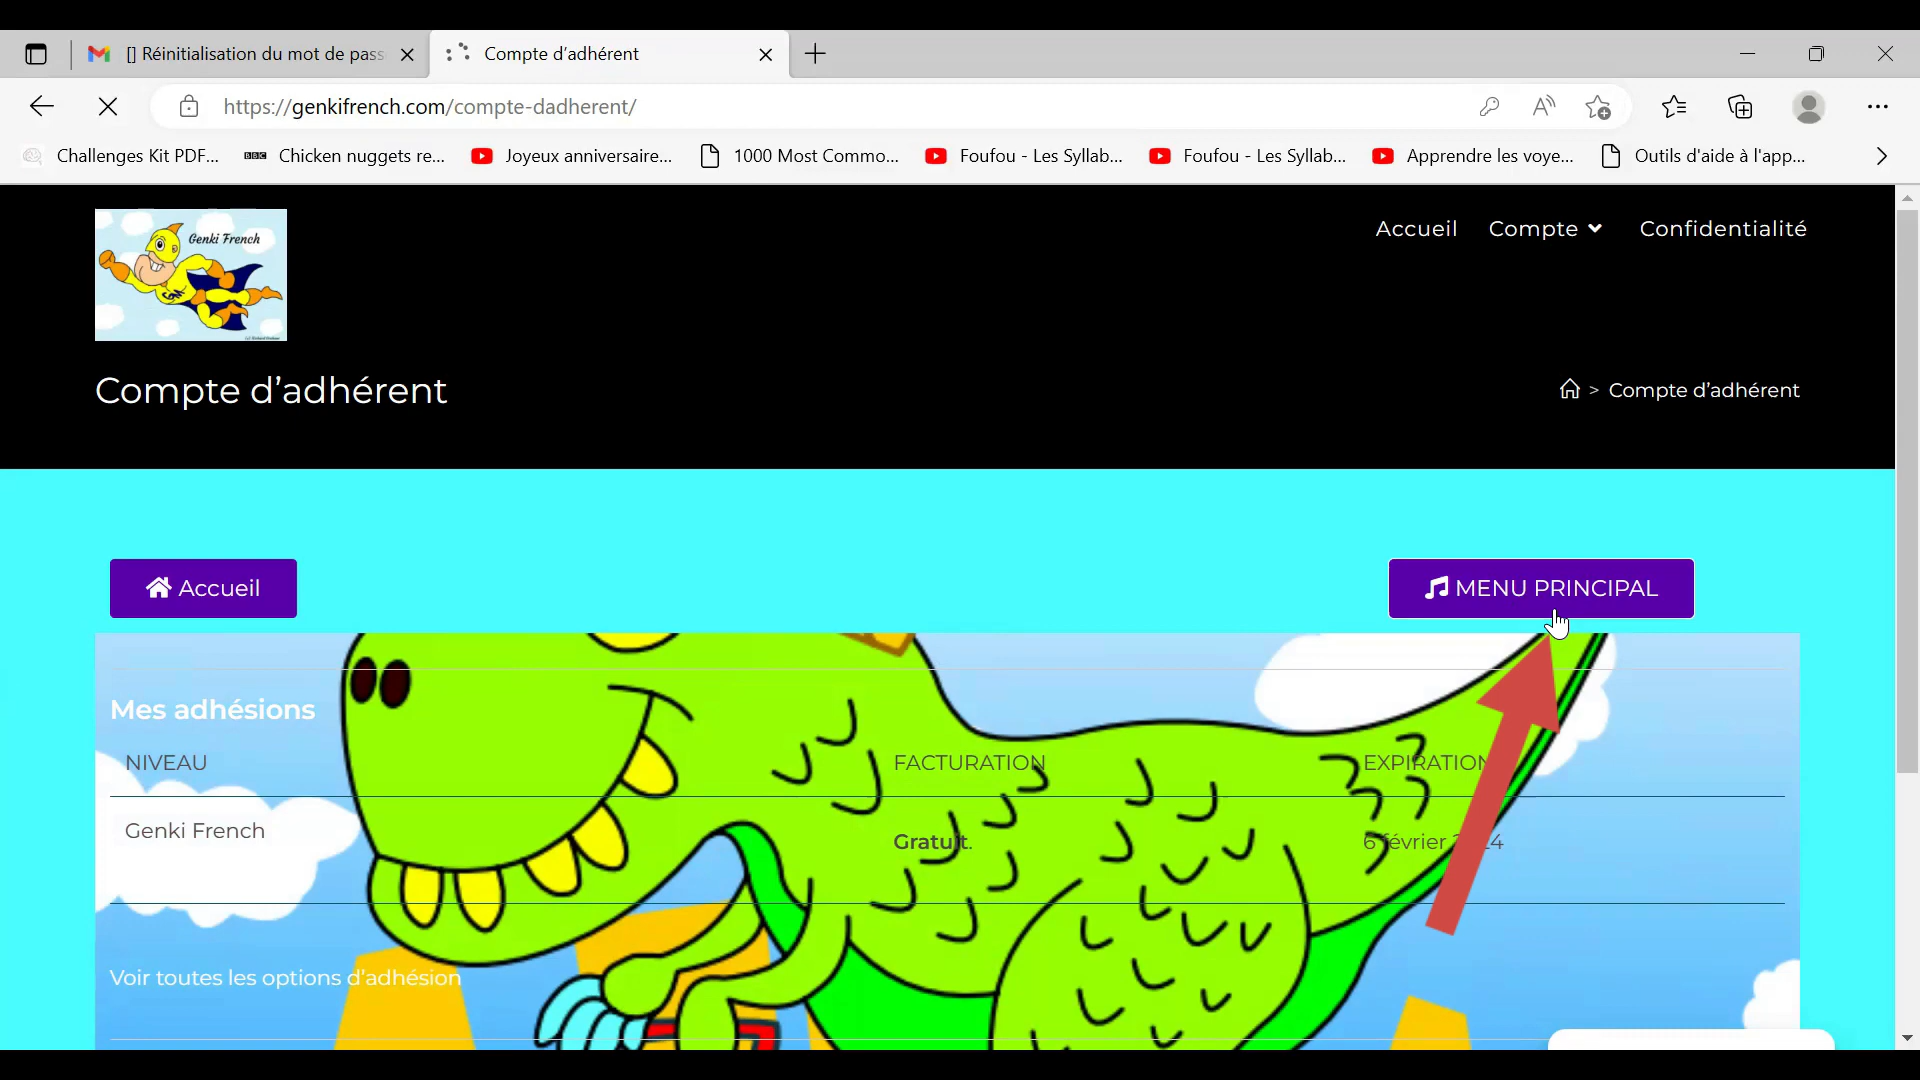 [] Réinitialisation du mot de pass
Compte d'adhérent
https://genkifrench.com/compte-dadherent/
Challenges Kit PDF...
BBC Chicken nuggets re...
Joyeux anniversaire...
1000 Most Commo...
Foufou - Les Syllab...
Foufou - Les Syllab...
Apprendre les voye...
Outils d'aide à l'app...
Genki French
GM
Accueil
Compte
Confidentialité
Compte d’adhérent
> Compte d’adhérent
Accueil
MENU PRINCIPAL
Mes adhésions
NIVEAU
FACTURATION
EXPIRATION
Genki French
Gratuit.
6 février
Voir toutes les options d’adhésion